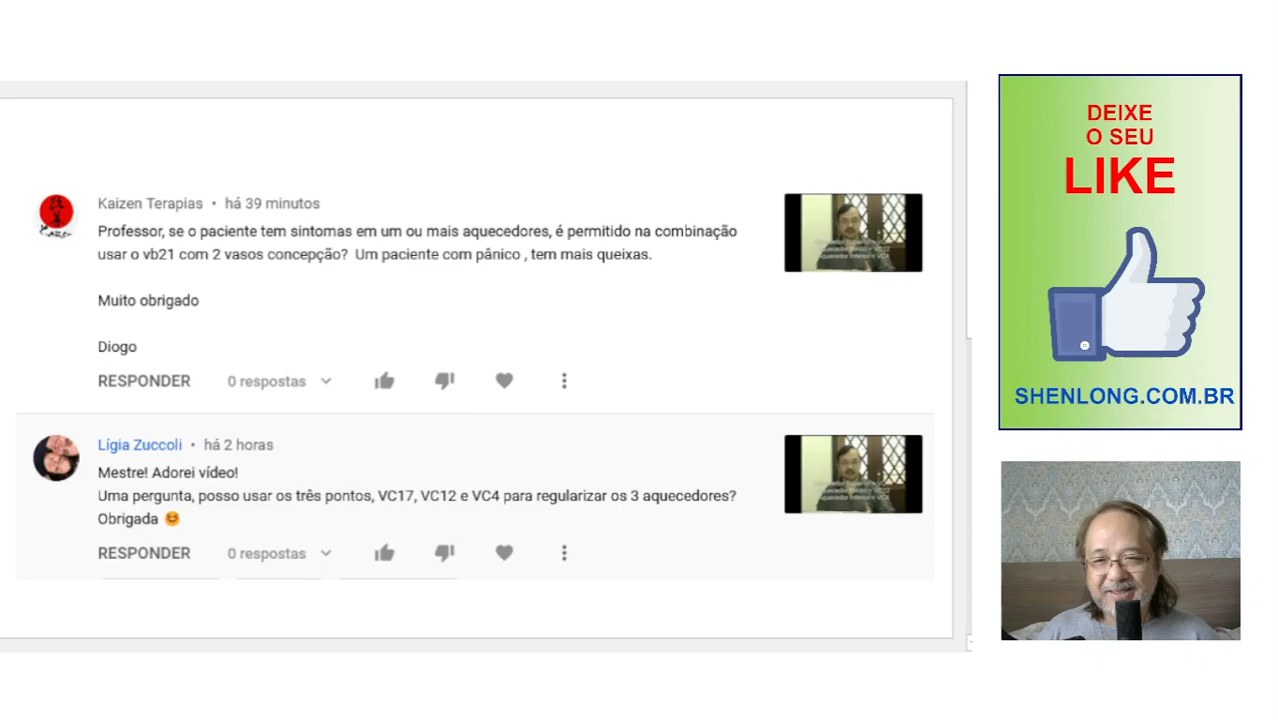 Kaizen Terapias • há 39 minutos
Professor, se o paciente tem sintomas em um ou mais aquecedores, é permitido na combinação
usar o vb21 com 2 vasos concepção? Um paciente com pânico , tem mais queixas.
Muito obrigado
Diogo
RESPONDER 0 respostas
Lígia Zuccoli • há 2 horas
Mestre! Adorei vídeo!
Uma pergunta, posso usar os três pontos, VC17, VC12 e VC4 para regularizar os 3 aquecedores?
Obrigada 😊
RESPONDER 0 respostas
DEIXE
O SEU
LIKE
SHENLONG.COM.BR